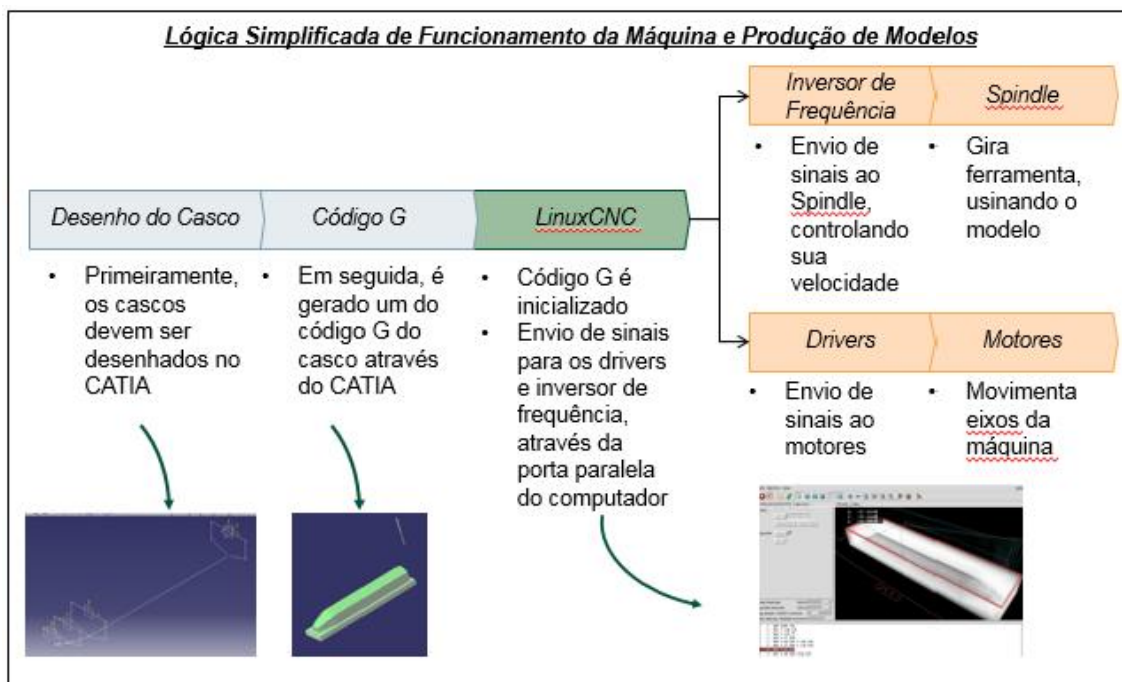 Lógica Simplificada de Funcionamento da Máquina e Produção de Modelos
Desenho do Casco
• Primeiramente,
os cascos
devem ser
desenhados no
CATIA
Código G
• Em seguida, é
gerado um do
código G do
casco através
do CATIA
LinuxCNC
• Código G é
inicializado
• Envio de sinais
para os drivers
e inversor de
frequência,
através da
porta paralela
do computador
Inversor de
Frequência
• Envio de
sinais ao
Spindle,
controlando
sua
velocidade
Spindle
• Gira
ferramenta,
usinando o
modelo
Drivers
• Envio de
sinais ao
motores
Motores
• Movimenta
eixos da
máquina